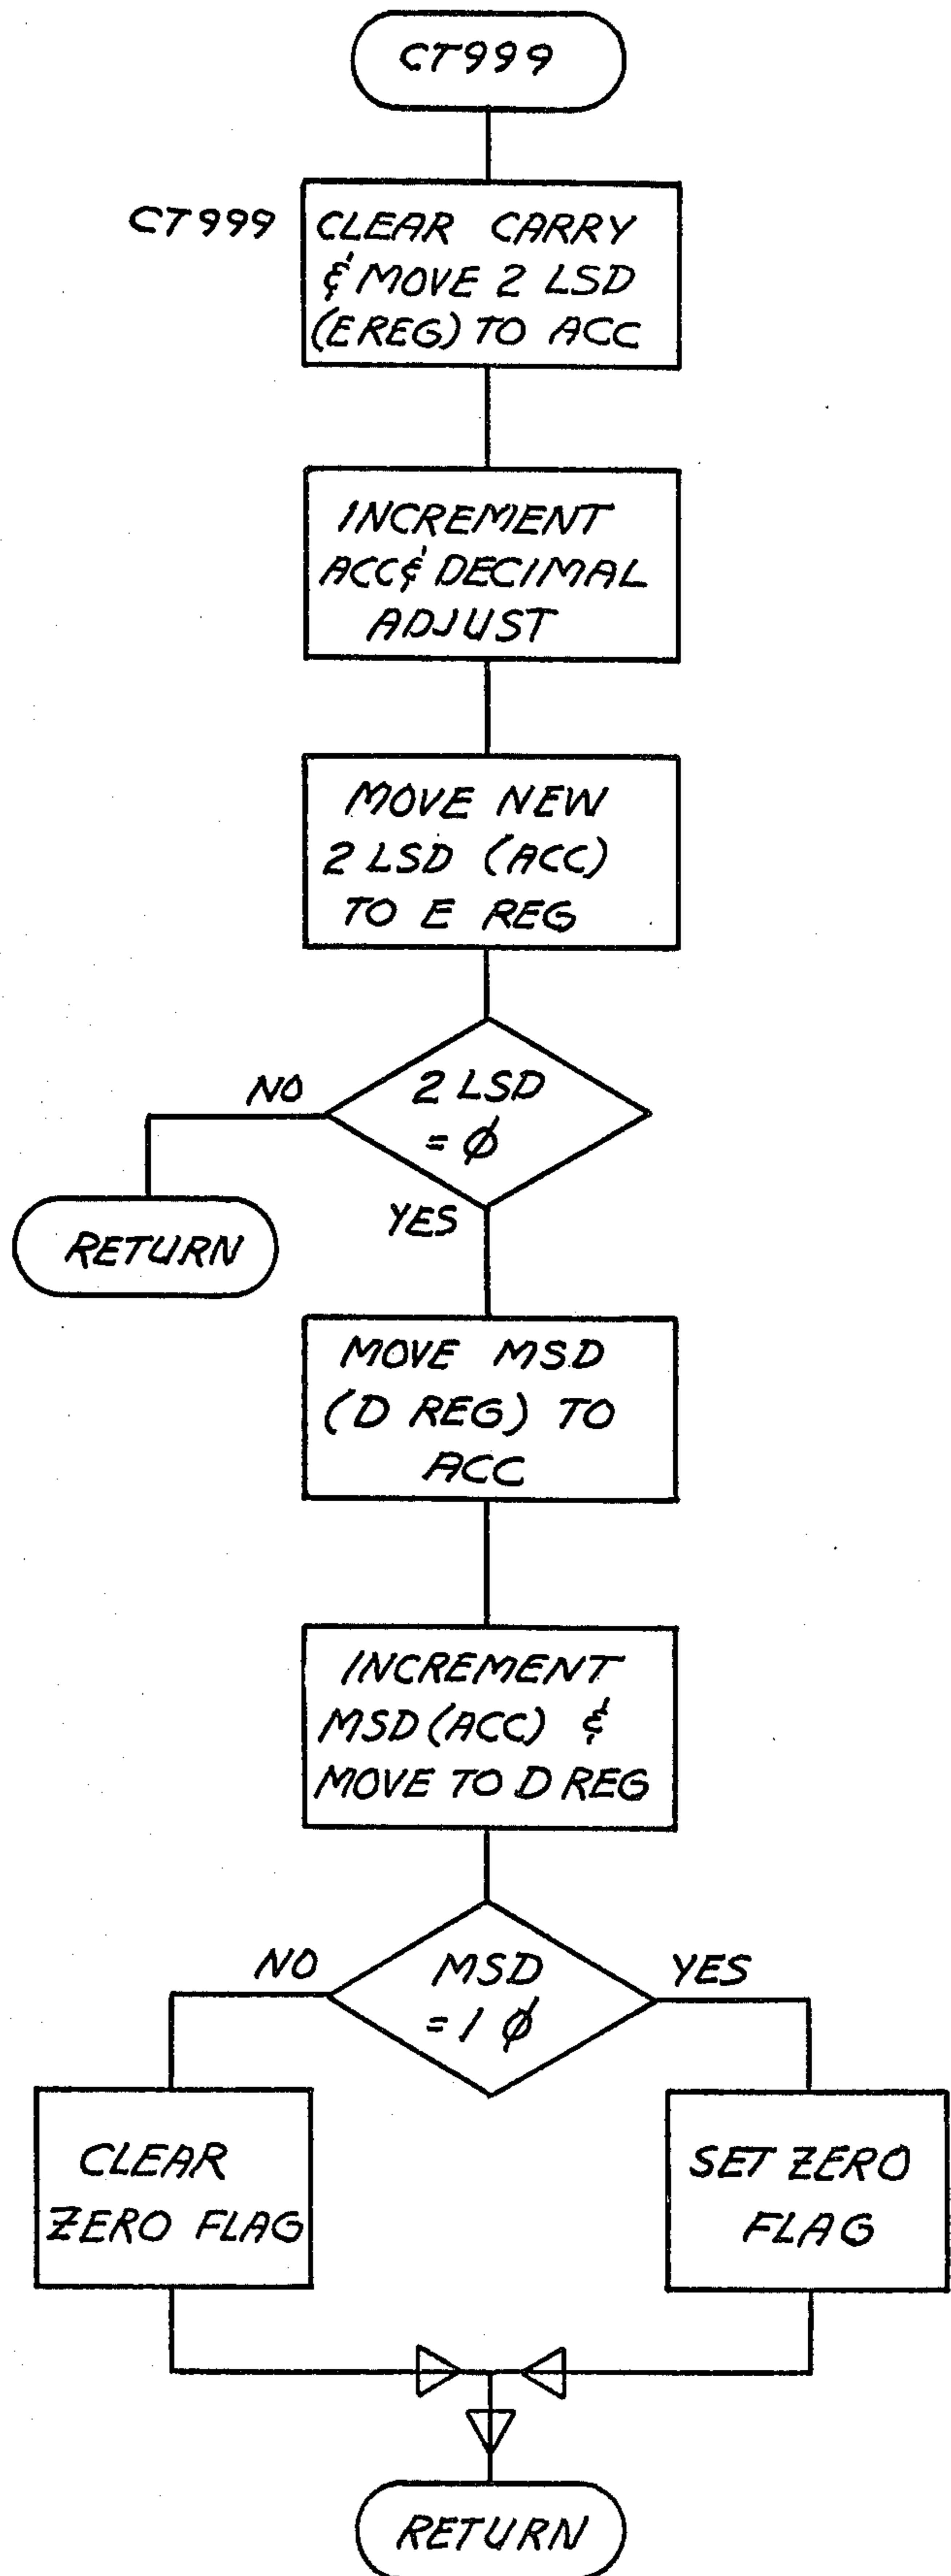 CT999
CT999
CLEAR CARRY
& MOVE 2 LSD
(E REG) TO ACC
INCREMENT
ACC & DECIMAL
ADJUST
MOVE NEW
2 LSD (ACC)
TO E REG
2 LSD
= Ø
NO
YES
RETURN
MOVE MSD
(D REG) TO
ACC
INCREMENT
MSD (ACC) &
MOVE TO D REG
MSD
= 1 Ø
NO
YES
CLEAR
ZERO FLAG
SET ZERO
FLAG
RETURN